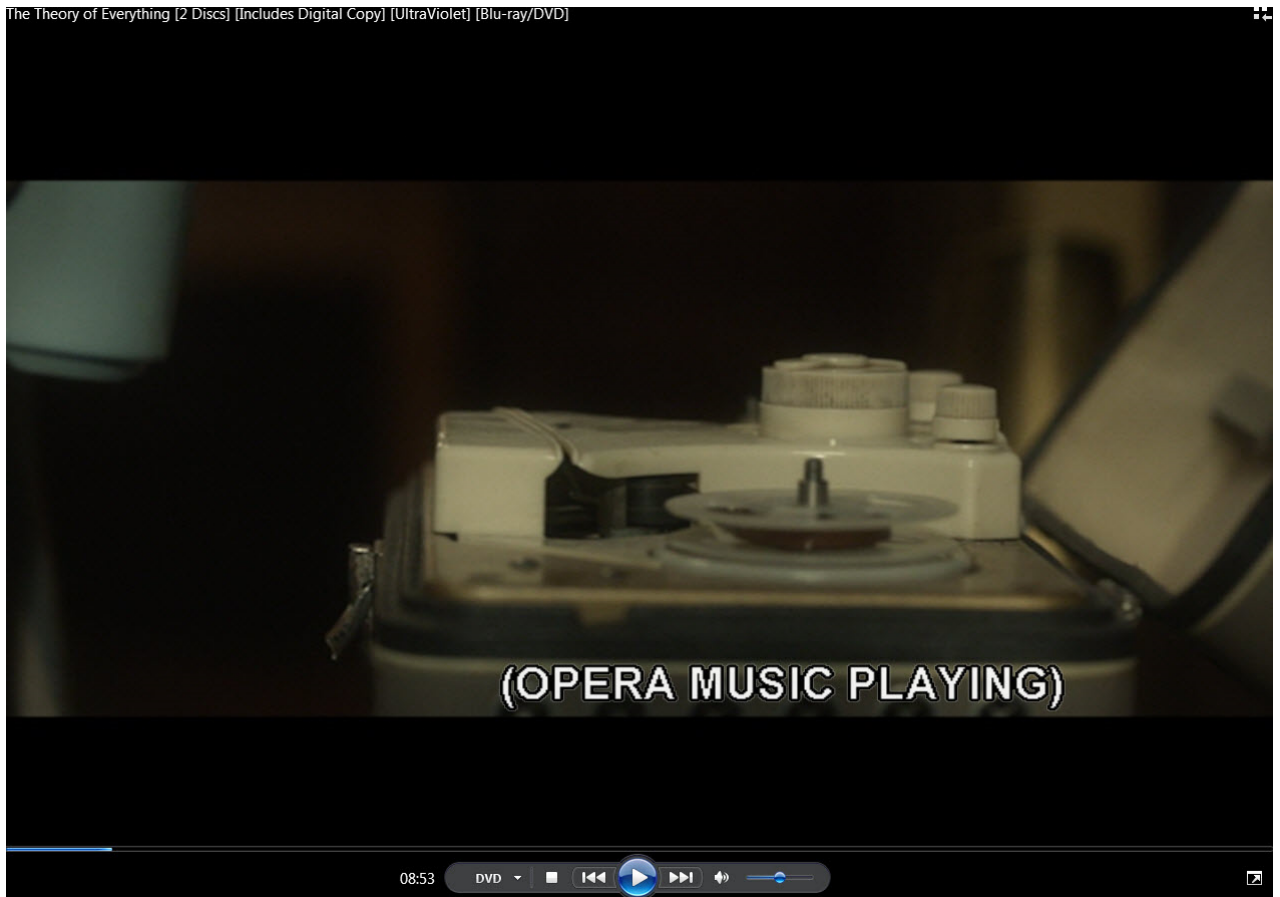 The Theory of Everything [2 Discs] [Includes Digital Copy] [UltraViolet] [Blu-ray/DVD]
(OPERA MUSIC PLAYING)
08:53 DVD